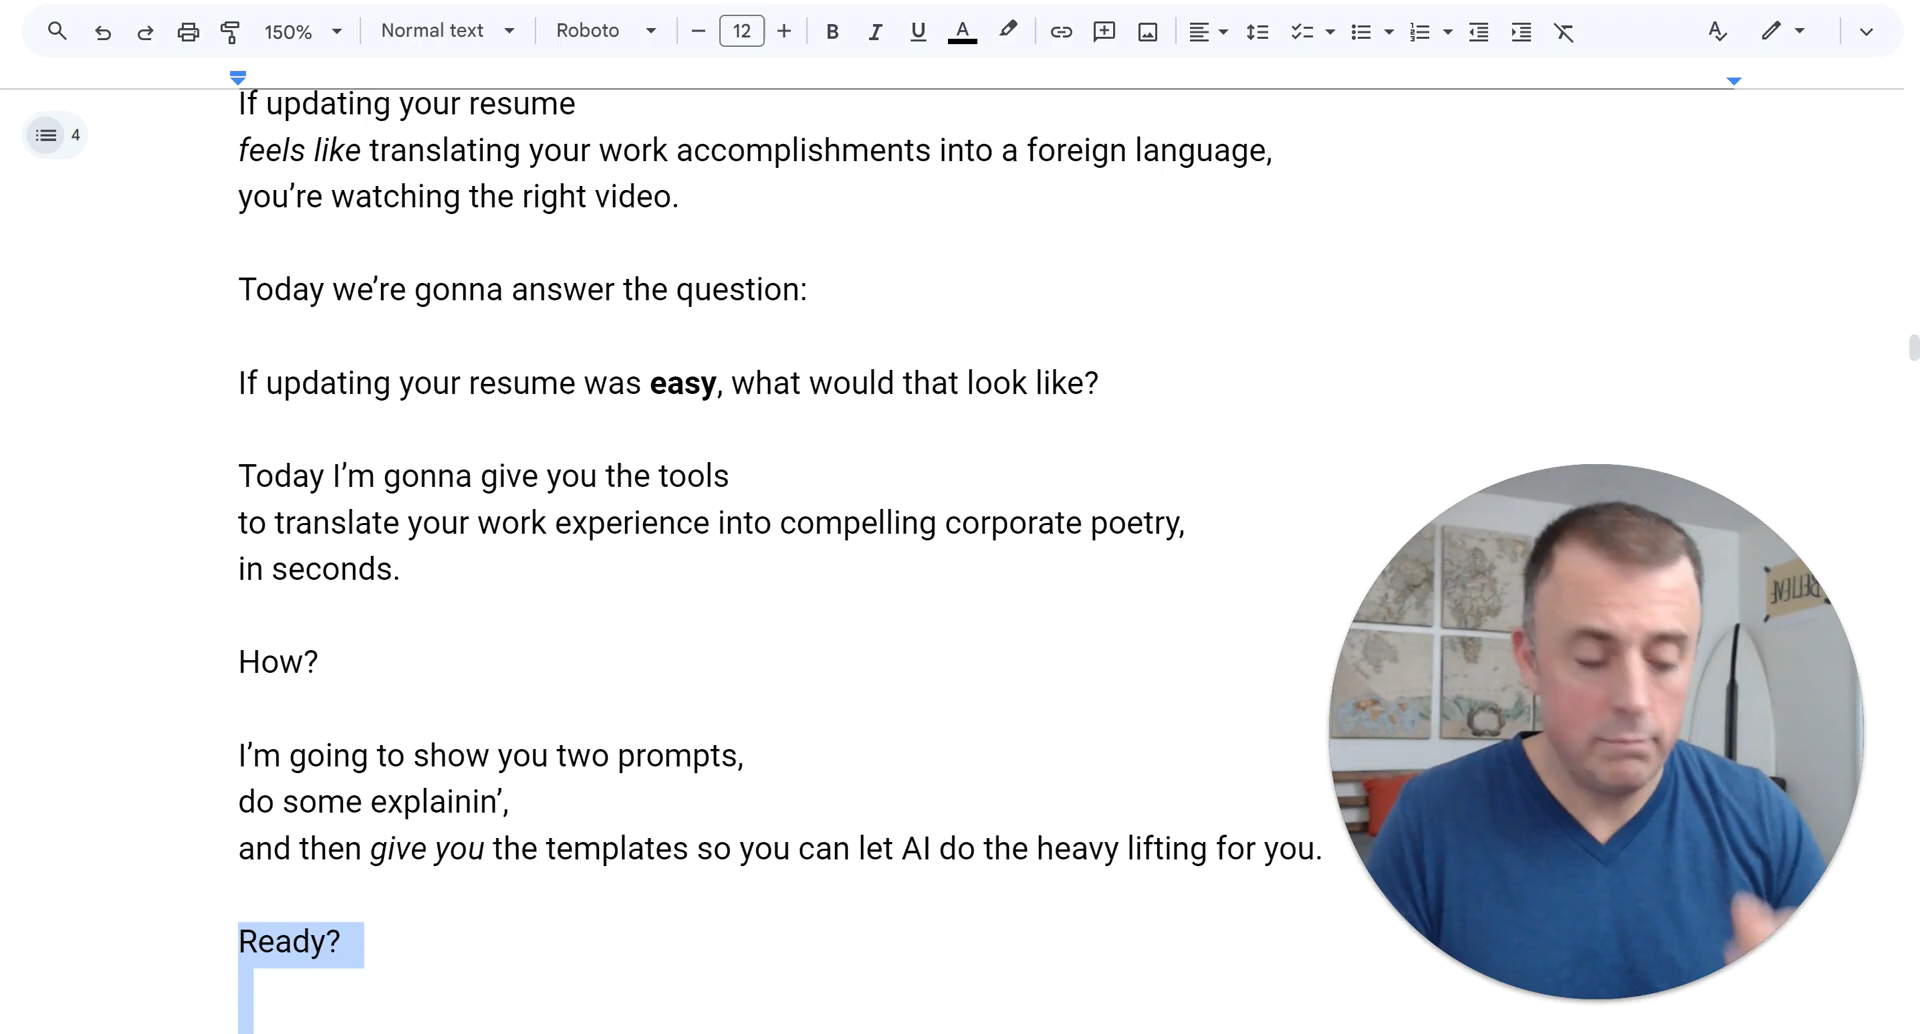 150%
Normal text
Roboto
12
B
I
U
A
4
If updating your resume
feels like translating your work accomplishments into a foreign language,
you’re watching the right video.
Today we’re gonna answer the question:
If updating your resume was easy, what would that look like?
Today I’m gonna give you the tools
to translate your work experience into compelling corporate poetry,
in seconds.
How?
I’m going to show you two prompts,
do some explainin’,
and then give you the templates so you can let AI do the heavy lifting for you.
Ready?
BELIEVE